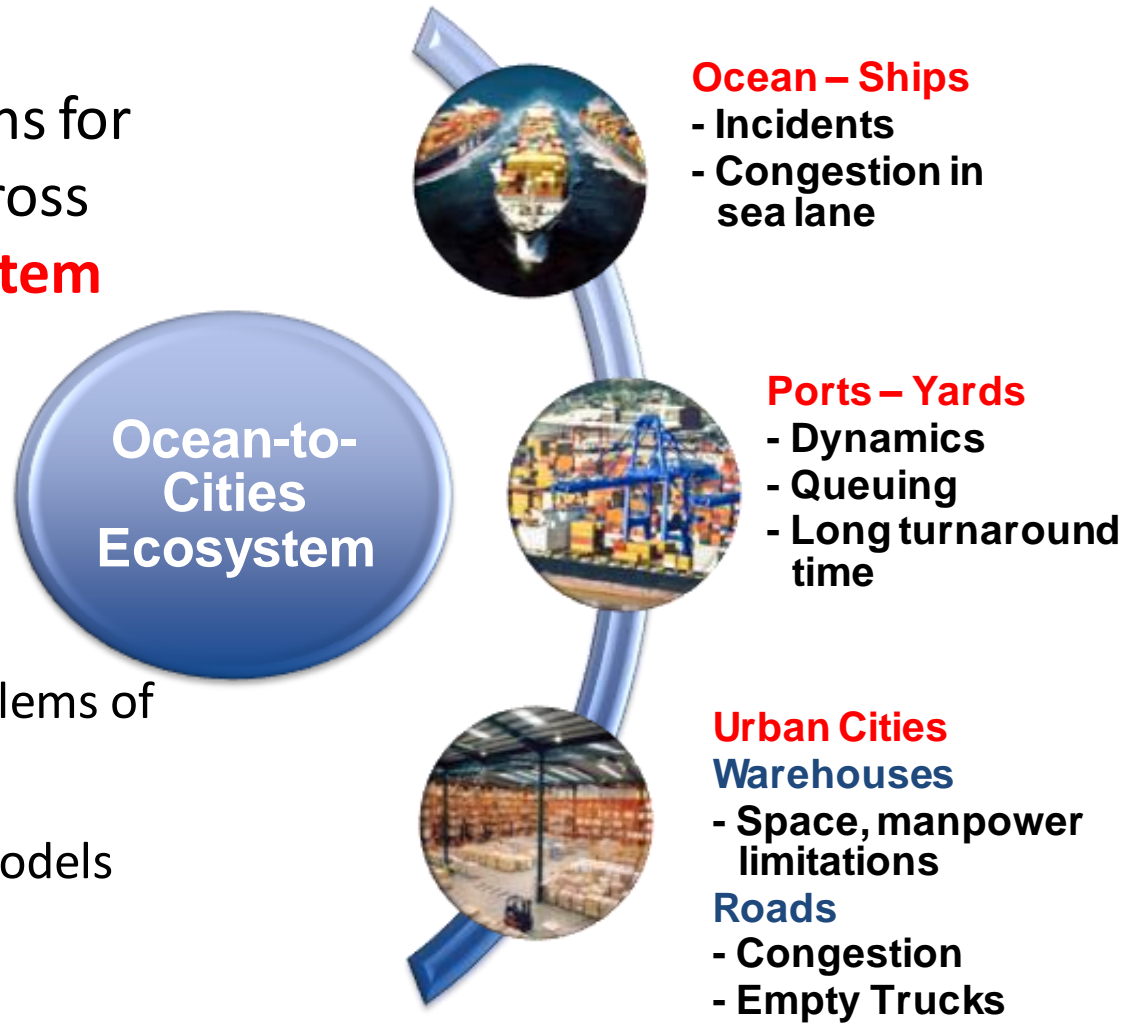 ns for
ross
stem
Ocean-to-
Cities
Ecosystem
lems of
odels
Ocean – Ships
- Incidents
- Congestion in
sea lane
Ports – Yards
- Dynamics
- Queuing
- Long turnaround
time
Urban Cities
Warehouses
- Space, manpower
limitations
Roads
- Congestion
- Empty Trucks